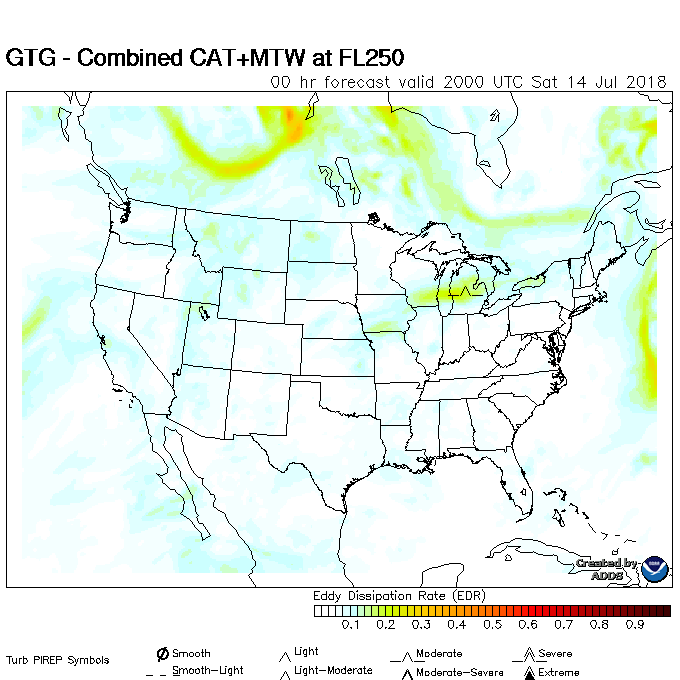 GTG - Combined CAT+MTW at FL250
00 hr forecast valid 2000 UTC Sat 14 Jul 2018
Created by
ADDS
Eddy Dissipation Rate (EDR)
0.1 0.2 0.3 0.4 0.5 0.6 0.7 0.8 0.9
Turb PIREP Symbols
Smooth Light Moderate Severe
Smooth-Light Light-Moderate Moderate-Severe Extreme